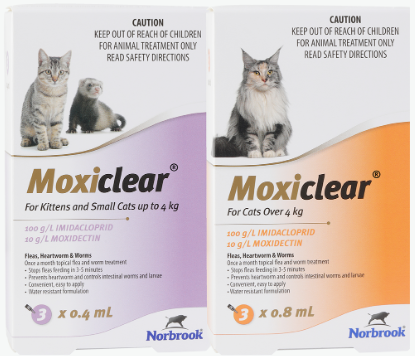 CAUTION
KEEP OUT OF REACH OF CHILDREN
FOR ANIMAL TREATMENT ONLY
READ SAFETY DIRECTIONS
Moxiclear®
For Kittens and Small Cats up to 4 kg
100 g/L IMIDACLOPRID
10 g/L MOXIDECTIN
Fleas, Heartworm & Worms
Once a month topical flea and worm treatment
- Stops fleas feeding in 3-5 minutes
- Prevents heartworm and controls intestinal worms and larvae
- Convenient, easy to apply
- Water resistant formulation
3 x 0.4 mL
Norbrook®
CAUTION
KEEP OUT OF REACH OF CHILDREN
FOR ANIMAL TREATMENT ONLY
READ SAFETY DIRECTIONS
Moxiclear®
For Cats Over 4 kg
100 g/L IMIDACLOPRID
10 g/L MOXIDECTIN
Fleas, Heartworm & Worms
Once a month topical flea and worm treatment
- Stops fleas feeding in 3-5 minutes
- Prevents heartworm and controls intestinal worms and larvae
- Convenient, easy to apply
- Water resistant formulation
3 x 0.8 mL
Norbrook®